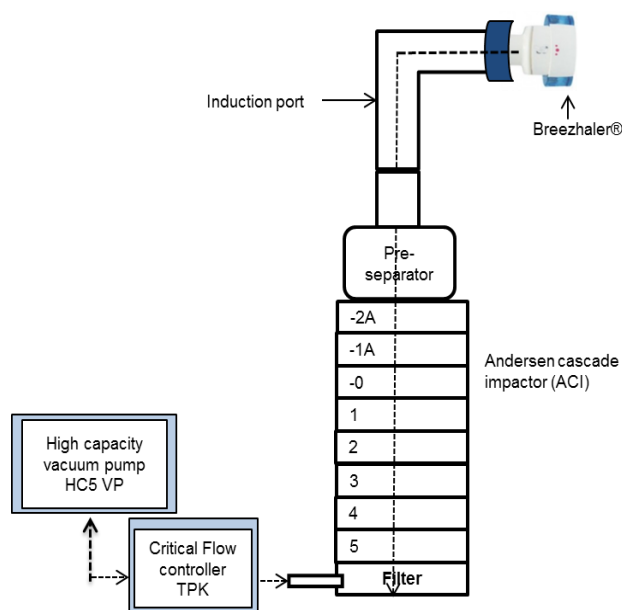 Induction port
Breezhaler®
Pre-
separator
-2A
-1A
-0
1
2
3
4
5
Filter
Andersen cascade
impactor (ACI)
High capacity
vacuum pump
HC5 VP
Critical Flow
controller
TPK